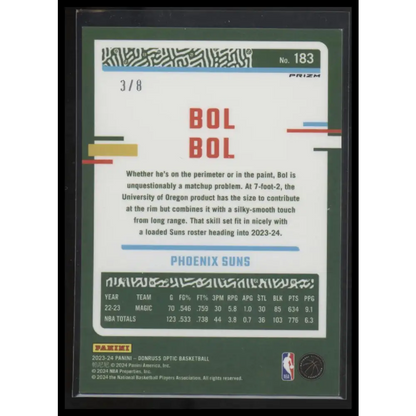 No. 183
PRIZM
3/8
BOL
BOL
Whether he's on the perimeter or in the paint, Bol is
unquestionably a matchup problem. At 7-foot-2, the
University of Oregon product has the size to contribute
at the rim but combines it with a silky-smooth touch
from long range. That skill set fit in nicely with
a loaded Suns roster heading into 2023-24.
PHOENIX SUNS
YEAR TEAM G FG% FT% 3PM RPG APG STL BLK PTS PPG
22-23 MAGIC 70 .546 .759 30 5.8 1.0 30 85 634 9.1
NBA TOTALS 123 .533 .738 44 3.8 0.7 36 103 776 6.3
PANINI
2023-24 PANINI - DONRUSS OPTIC BASKETBALL
© 2024 Panini America, Inc.
© 2024 NBA Properties, Inc.
© 2024 the National Basketball Players Association. All rights reserved.